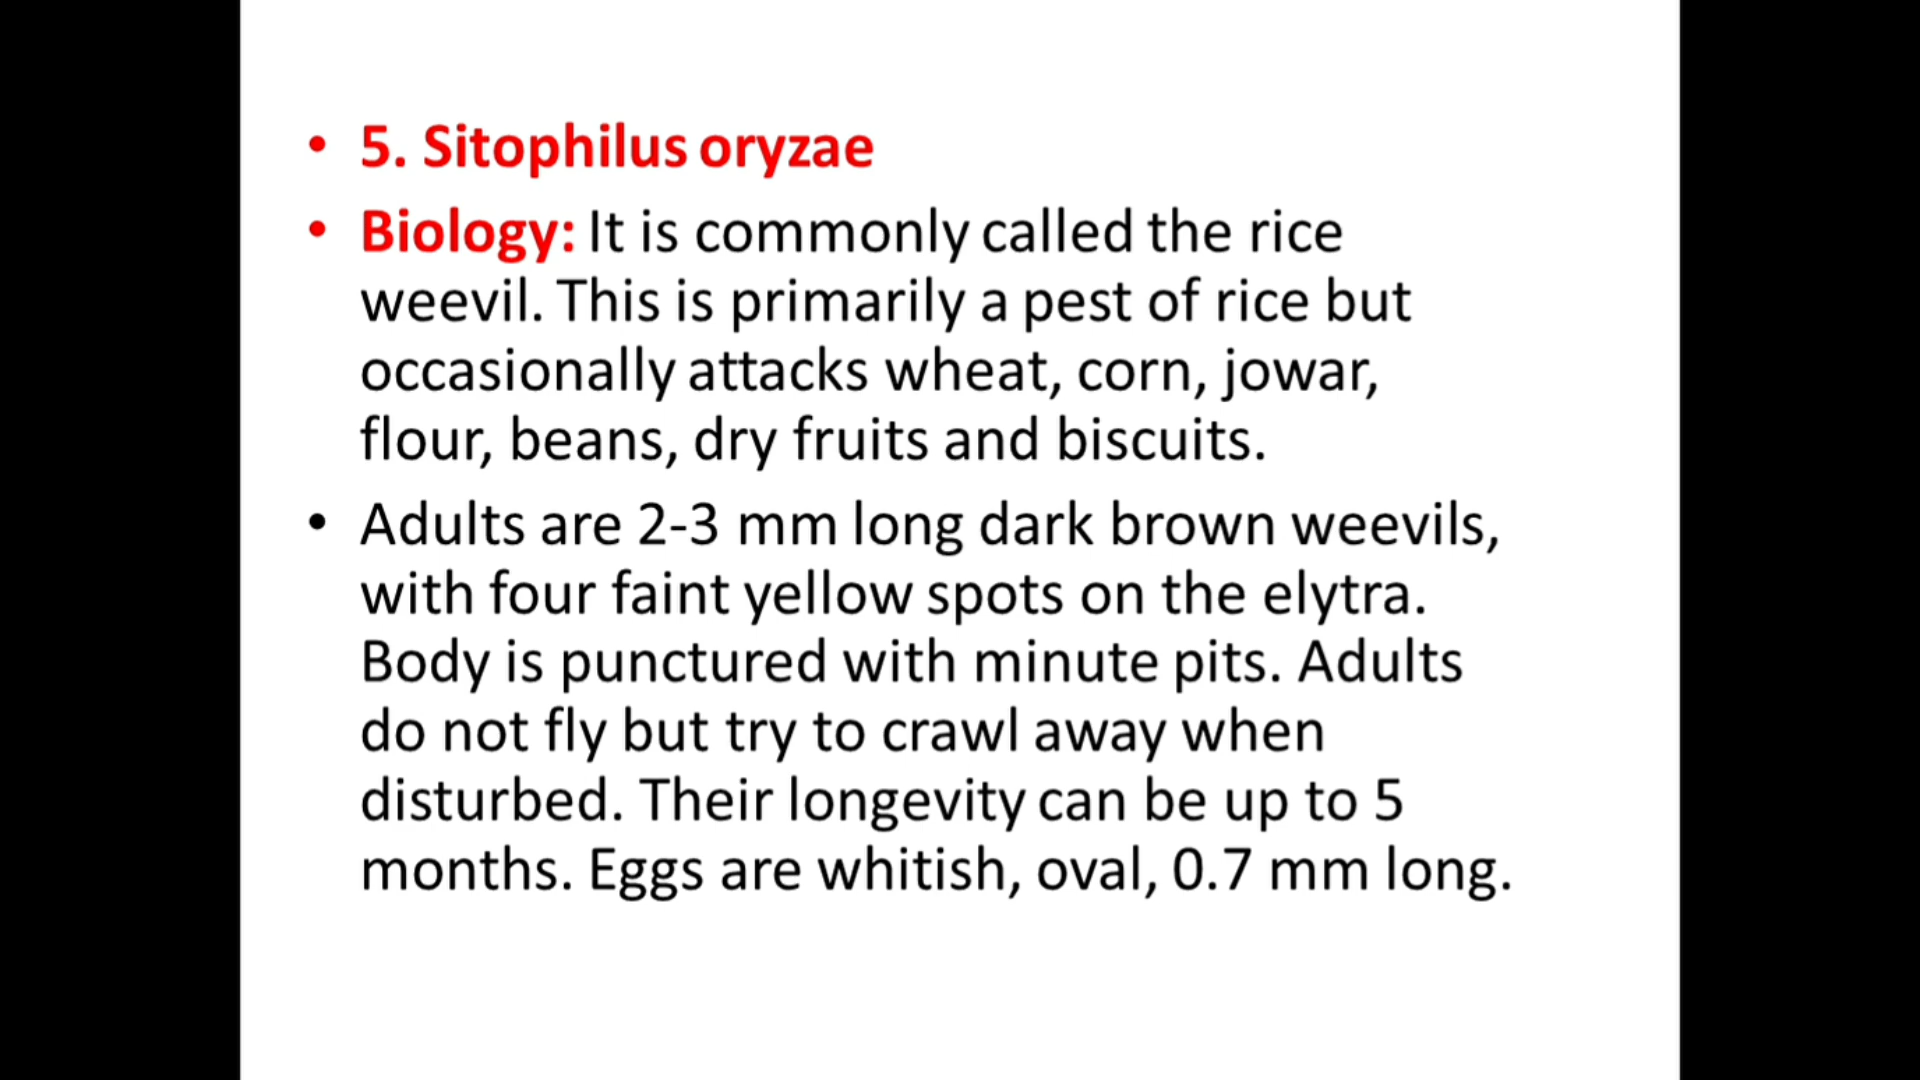 • 5. Sitophilus oryzae
• Biology: It is commonly called the rice
weevil. This is primarily a pest of rice but
occasionally attacks wheat, corn, jowar,
flour, beans, dry fruits and biscuits.
• Adults are 2-3 mm long dark brown weevils,
with four faint yellow spots on the elytra.
Body is punctured with minute pits. Adults
do not fly but try to crawl away when
disturbed. Their longevity can be up to 5
months. Eggs are whitish, oval, 0.7 mm long.